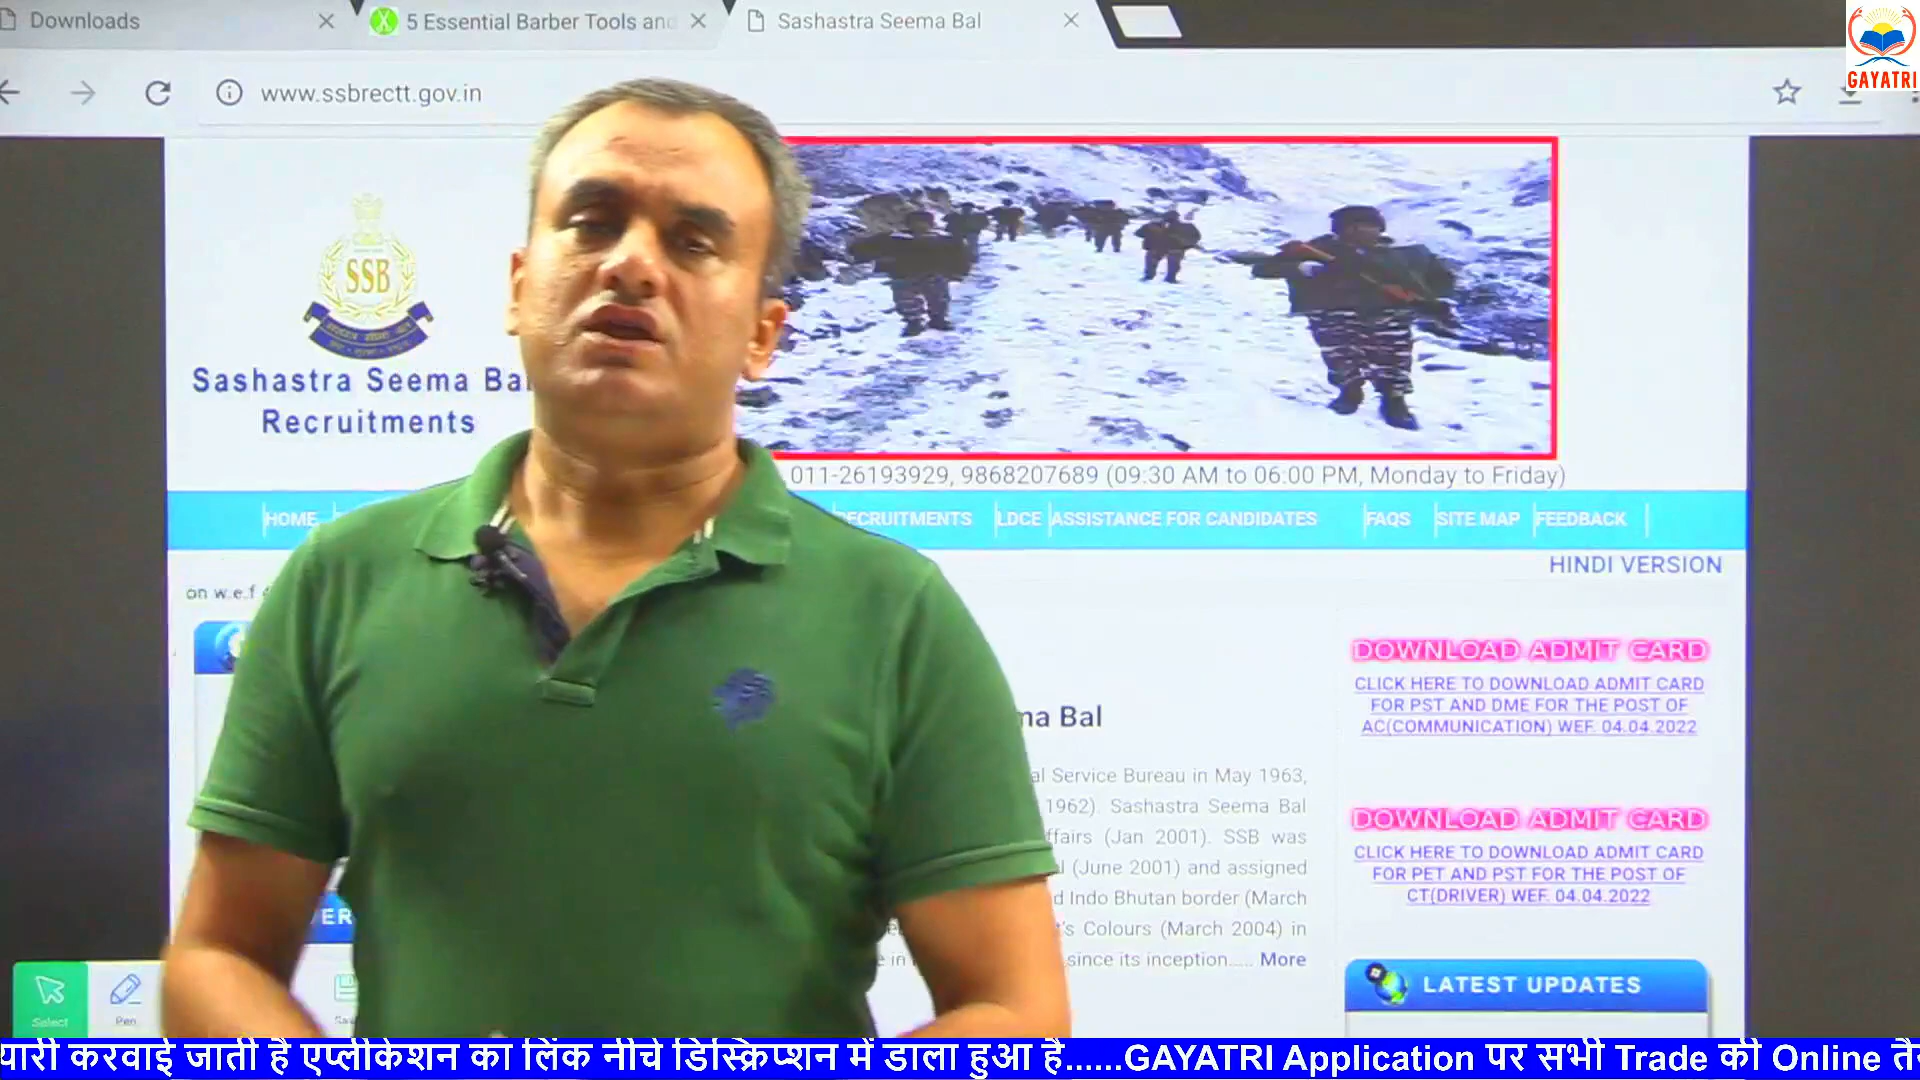 Downloads
5 Essential Barber Tools and
Sashastra Seema Bal
GAYATRI
www.ssbrectt.gov.in
SSB
Sashastra Seema Bal
Recruitments
011-26193929, 9868207689 (09:30 AM to 06:00 PM, Monday to Friday)
HOME
RECRUITMENTS
LDCE
ASSISTANCE FOR CANDIDATES
FAQS
SITE MAP
FEEDBACK
HINDI VERSION
on w.e.f
DOWNLOAD ADMIT CARD
CLICK HERE TO DOWNLOAD ADMIT CARD
FOR PST AND DME FOR THE POST OF
AC(COMMUNICATION) WEF. 04.04.2022
ma Bal
al Service Bureau in May 1963,
1962). Sashastra Seema Bal
ffairs (Jan 2001). SSB was
(June 2001) and assigned
d Indo Bhutan border (March
t's Colours (March 2004) in
e in
since its inception..... More
DOWNLOAD ADMIT CARD
CLICK HERE TO DOWNLOAD ADMIT CARD
FOR PET AND PST FOR THE POST OF
CT(DRIVER) WEF. 04.04.2022
LATEST UPDATES
Select
Pen
यारी करवाई जाती है एप्लीकेशन का लिंक नीचे डिस्क्रिप्शन में डाला हुआ है......GAYATRI Application पर सभी Trade की Online तै